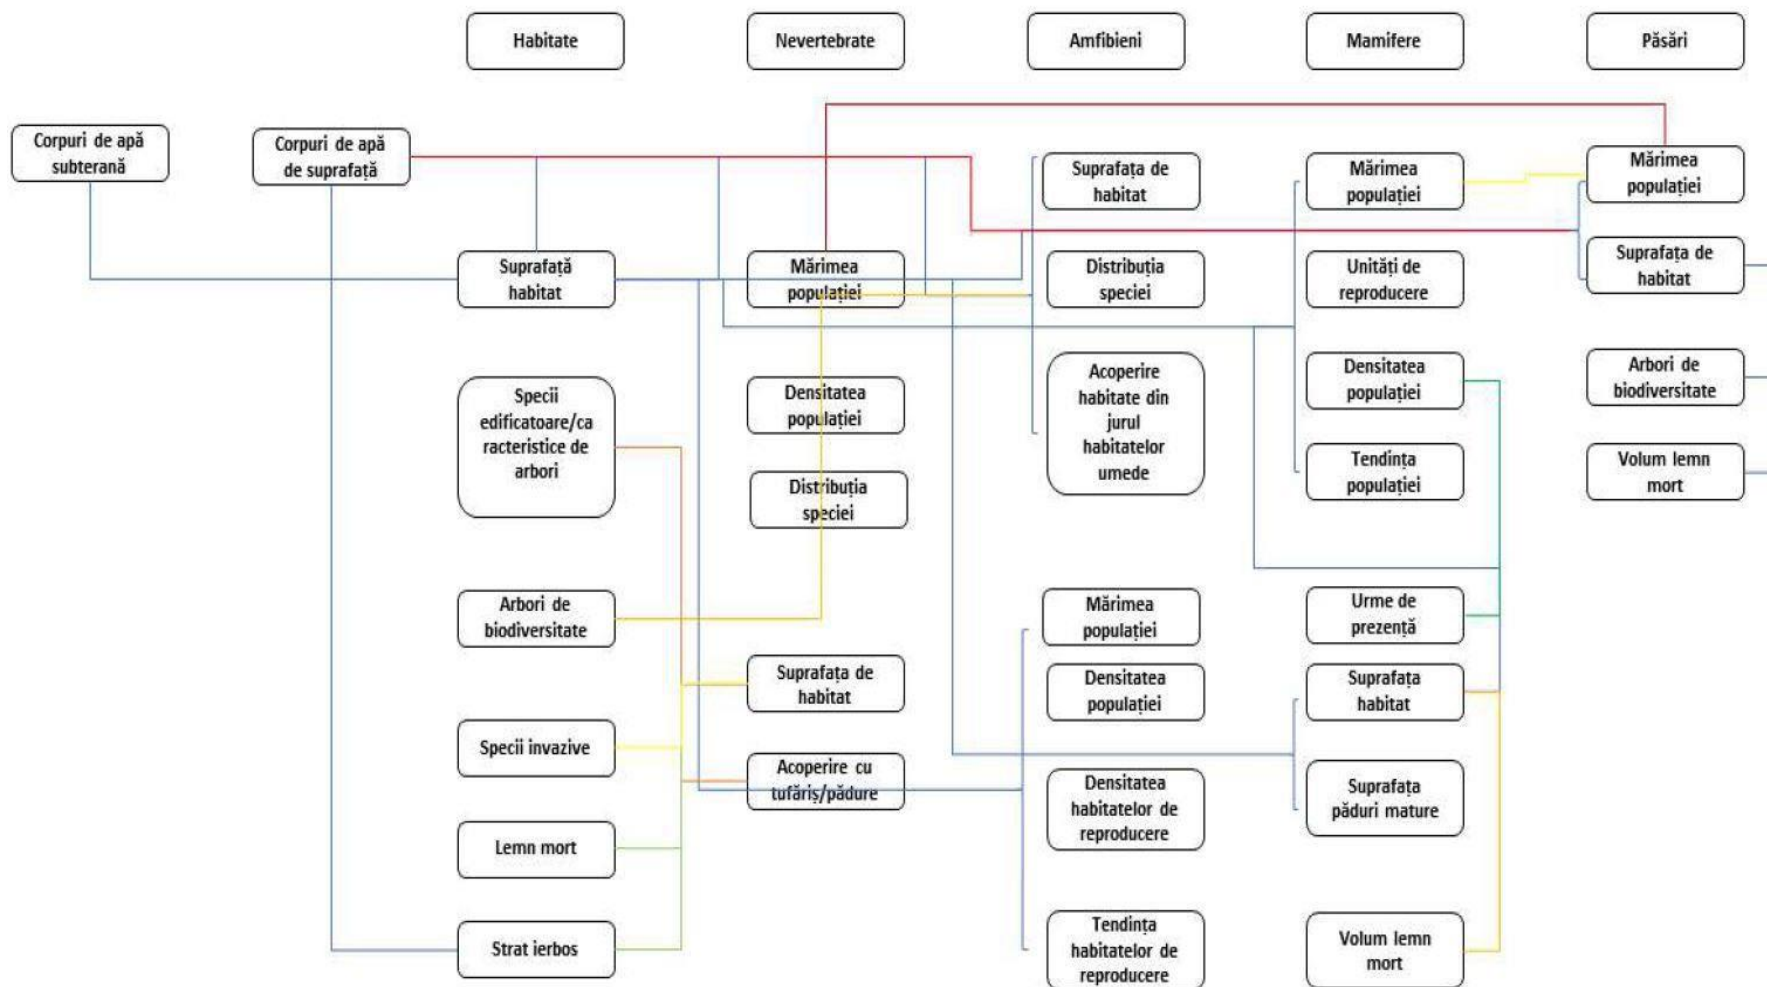 Habitate
Nevertebrate
Amfibieni
Mamifere
Păsări
Corpuri de apă
subterană
Corpuri de apă
de suprafață
Suprafață
habitat
Specii
edificatoare/ca
racteristice de
arbori
Arbori de
biodiversitate
Specii invazive
Lemn mort
Strat ierbos
Mărimea
populației
Densitatea
populației
Distribuția
speciei
Suprafața de
habitat
Acoperire cu
tufăriș/pădure
Suprafața de
habitat
Distribuția
speciei
Acoperire
habitate din
jurul
habitatelor
umede
Mărimea
populației
Densitatea
populației
Densitatea
habitatelor de
reproducere
Tendința
habitatelor de
reproducere
Mărimea
populației
Unități de
reproducere
Densitatea
populației
Tendința
populației
Urme de
prezență
Suprafața
habitat
Suprafața
păduri mature
Volum lemn
mort
Mărimea
populației
Suprafața de
habitat
Arbori de
biodiversitate
Volum lemn
mort